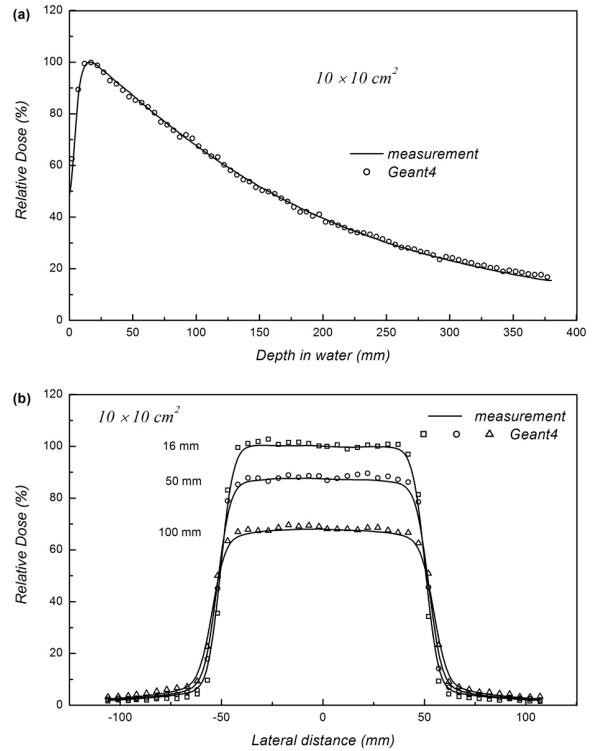 (a)
120
100
80
60
40
20
0
Relative Dose (%)
10 × 10 cm²
measurement
Geant4
0 50 100 150 200 250 300 350 400
Depth in water (mm)
(b)
120
100
80
60
40
20
0
Relative Dose (%)
10 × 10 cm²
measurement
Geant4
16 mm
50 mm
100 mm
-100 -50 0 50 100
Lateral distance (mm)